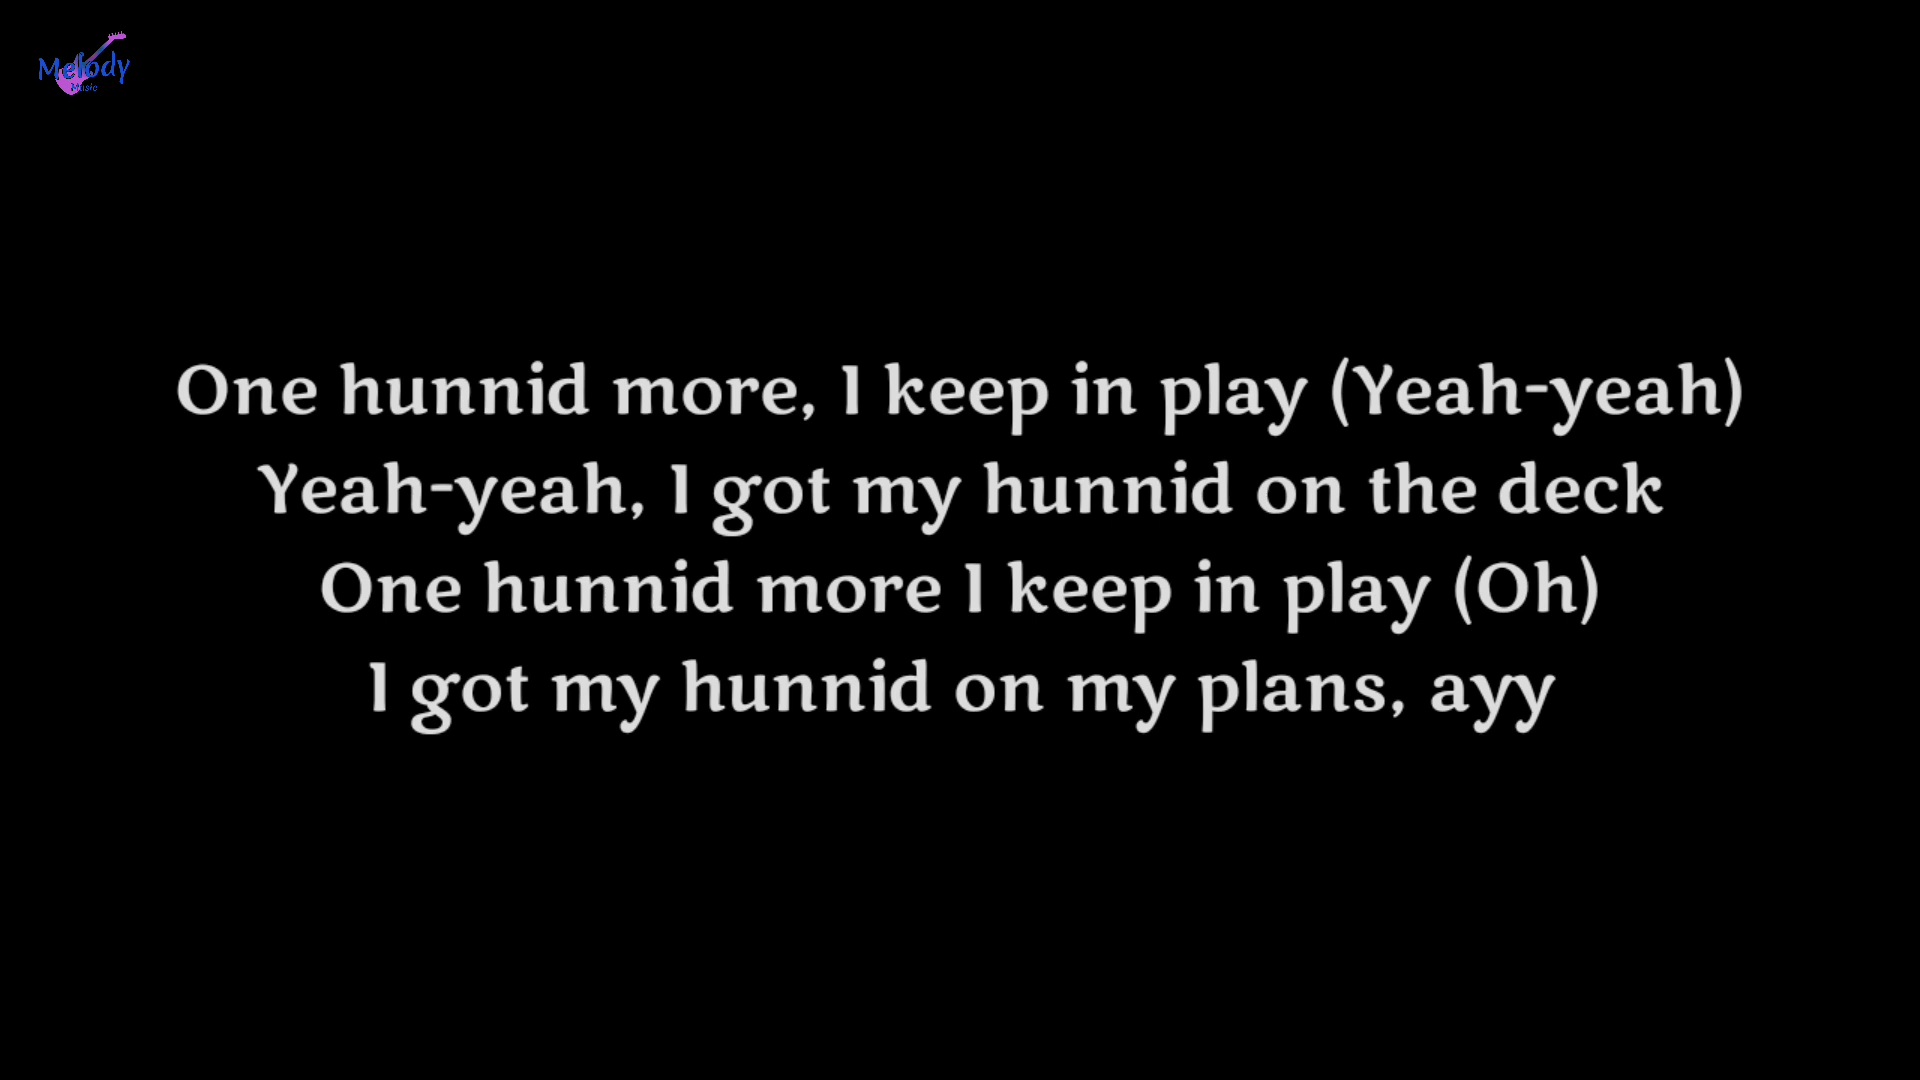 Melody
Music
One hunnid more, I keep in play (Yeah-yeah)
Yeah-yeah, I got my hunnid on the deck
One hunnid more I keep in play (Oh)
I got my hunnid on my plans, ayy